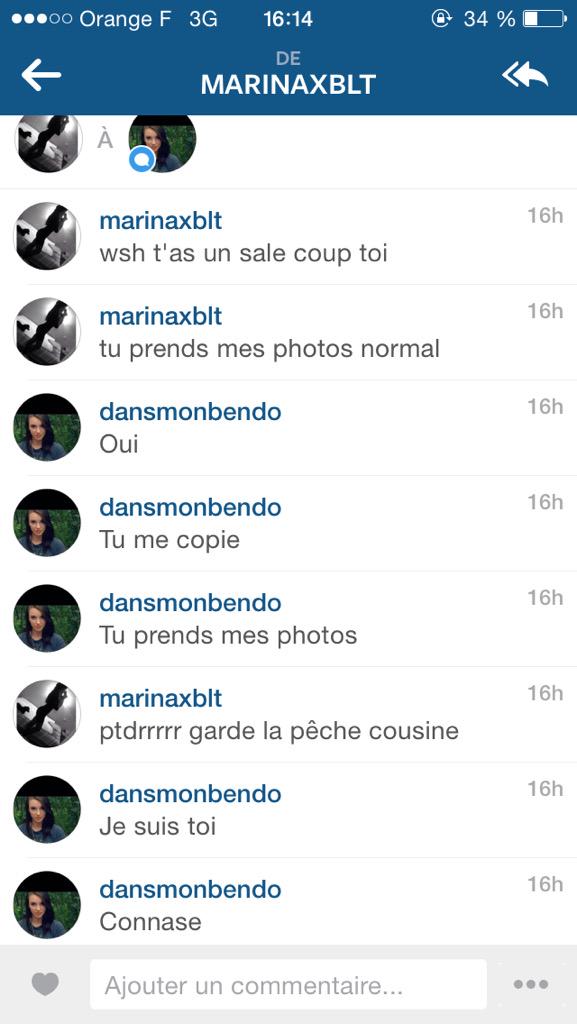 Orange F 3G 16:14 34 %
DE
MARINAXBLT
À
marinaxblt 16h
wsh t'as un sale coup toi
marinaxblt 16h
tu prends mes photos normal
dansmonbendo 16h
Oui
dansmonbendo 16h
Tu me copie
dansmonbendo 16h
Tu prends mes photos
marinaxblt 16h
ptdrrrrr garde la pêche cousine
dansmonbendo 16h
Je suis toi
dansmonbendo 16h
Connase
Ajouter un commentaire...